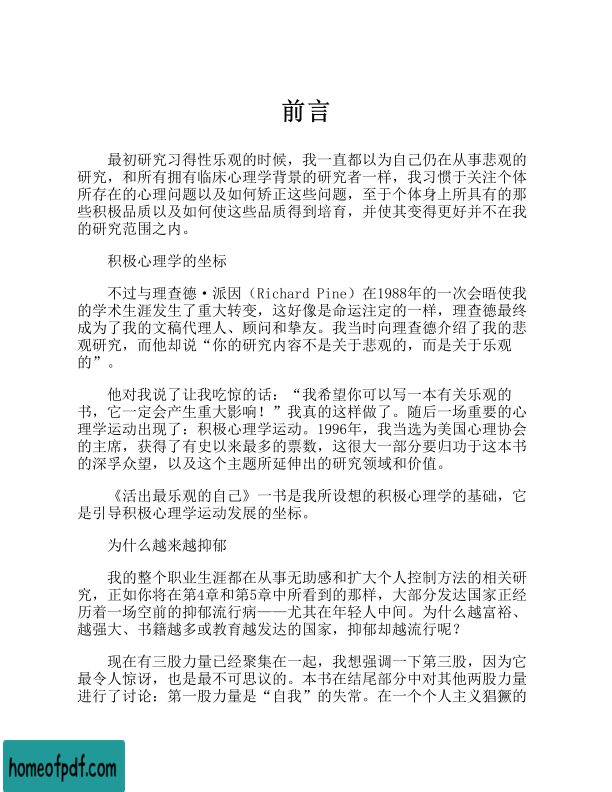 前言
最初研究习得性乐观的时候，我一直都以为自己仍在从事悲观的
研究，和所有拥有临床心理学背景的研究者一样，我习惯于关注个体
所存在的心理问题以及如何矫正这些问题，至于个体身上所具有的那
些积极品质以及如何使这些品质得到培育，并使其变得更好并不在我
的研究范围之内。
积极心理学的坐标
不过与理查德·派因（Richard Pine）在1988年的一次会晤使我
的学术生涯发生了重大转变，这好像是命运注定的一样，理查德最终
成为了我的文稿代理人、顾问和挚友。我当时向理查德介绍了我的悲
观研究，而他却说“你的研究内容不是关于悲观的，而是关于乐观
的”。
他对我说了让我吃惊的话：“我希望你可以写一本有关乐观的
书，它一定会产生重大影响！”我真的这样做了。随后一场重要的心
理学运动出现了：积极心理学运动。1996年，我当选为美国心理协会
的主席，获得了有史以来最多的票数，这很大一部分要归功于这本书
的深孚众望，以及这个主题所延伸出的研究领域和价值。
《活出最乐观的自己》一书是我所设想的积极心理学的基础，它
是引导积极心理学运动发展的坐标。
为什么越来越抑郁
我的整个职业生涯都在从事无助感和扩大个人控制方法的相关研
究，正如你将在第4章和第5章中所看到的那样，大部分发达国家正经
历着一场空前的抑郁流行病——尤其在年轻人中间。为什么越富裕、
越强大、书籍越多或教育越发达的国家，抑郁却越流行呢？
现在有三股力量已经聚集在一起，我想强调一下第三股，因为它
最令人惊讶，也是最不可思议的。本书在结尾部分中对其他两股力量
进行了讨论：第一股力量是“自我”的失常。在一个个人主义猖獗的
homeofpdf.com